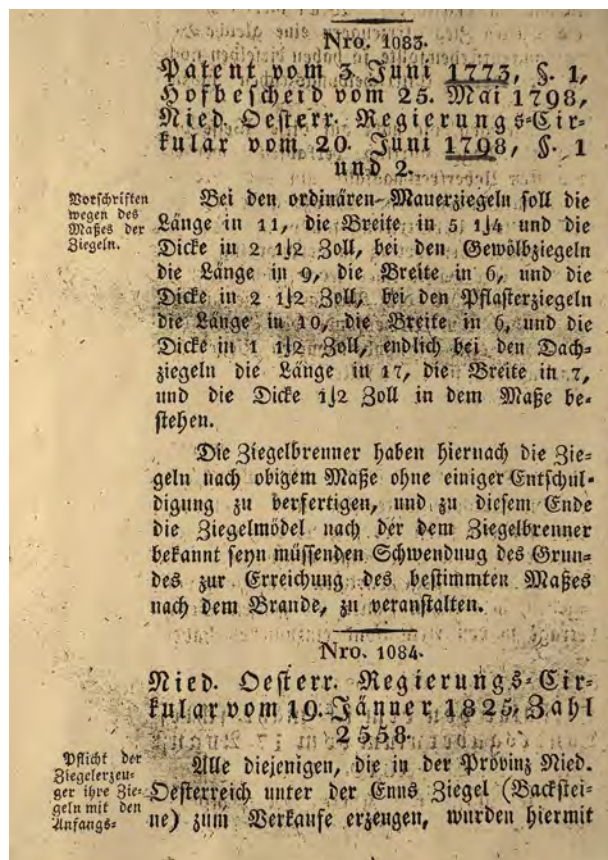 Nro. 1083.
Patent vom 3. Juni 1773, §. 1,
Hofbescheid vom 25. Mai 1798,
Nied. Oesterr. Regierungs-Cir-
kular vom 20. Juni 1798, §. 1
und 2.
Vorschriften
wegen des
Maßes der
Ziegeln.
Bei den ordinären Mauerziegeln soll die
Länge in 11, die Breite in 5 1/4 und die
Dicke in 2 1/2 Zoll, bei den Gewölbziegeln
die Länge in 9, die Breite in 6, und die
Dicke in 2 1/2 Zoll, bei den Pflasterziegeln
die Länge in 10, die Breite in 6, und die
Dicke in 1 1/2 Zoll, endlich bei den Dach-
ziegeln die Länge in 17, die Breite in 7,
und die Dicke 1/2 Zoll in dem Maße be-
stehen.
Die Ziegelbrenner haben hiernach die Zie-
geln nach obigem Maße ohne einiger Entschul-
digung zu verfertigen, und zu diesem Ende
die Ziegelmödel nach der dem Ziegelbrenner
bekannt seyn müssenden Schwendung des Grun-
des zur Erreichung des bestimmten Maßes
nach dem Brande, zu veranstalten.
Nro. 1084.
Nied. Oesterr. Regierungs-Cir-
kular vom 19. Jänner 1825, Zahl
2558.
Pflicht der
Ziegelerzeu-
ger ihre Zie-
geln mit den
Anfangs-
Alle diejenigen, die in der Provinz Nied.
Oesterreich unter der Enns Ziegel (Backstei-
ne) zum Verkaufe erzeugen, wurden hiermit